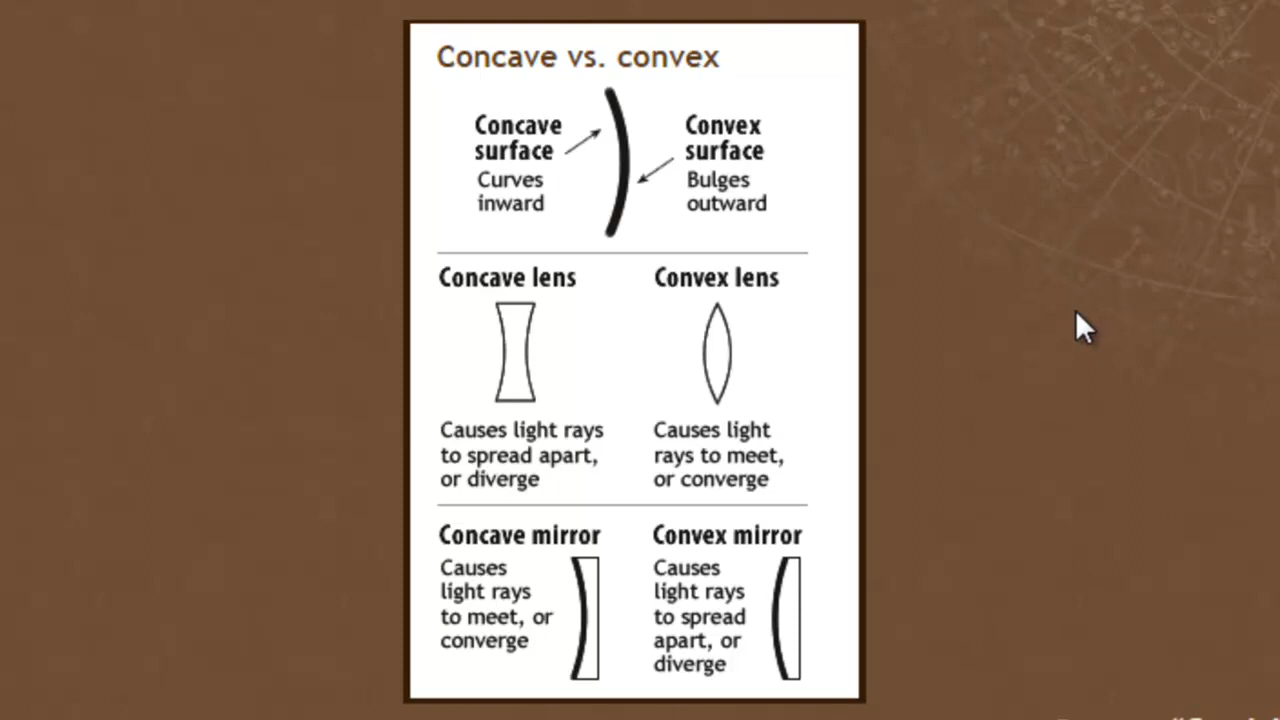 Concave vs. convex
Concave
surface
Curves
inward
Convex
surface
Bulges
outward
Concave lens
Causes light rays
to spread apart,
or diverge
Convex lens
Causes light
rays to meet,
or converge
Concave mirror
Causes
light rays
to meet, or
converge
Convex mirror
Causes
light rays
to spread
apart, or
diverge